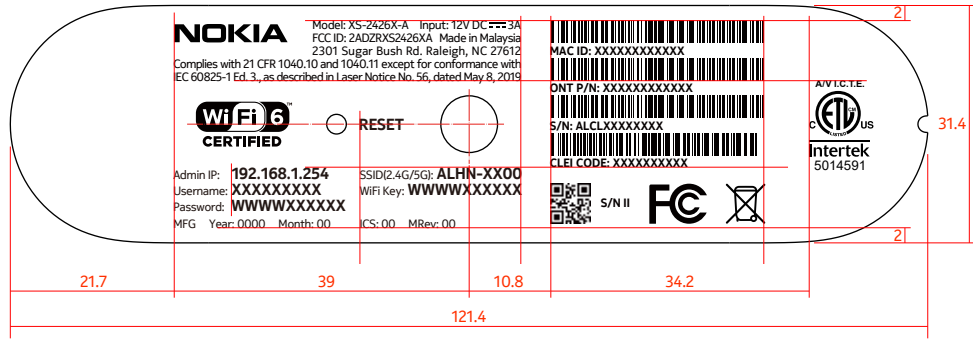 NOKIA
Model: XS-2426X-A Input: 12V DC 3A
FCC ID: 2ADZRXS2426XA Made in Malaysia
2301 Sugar Bush Rd. Raleigh, NC 27612
Complies with 21 CFR 1040.10 and 1040.11 except for conformance with
IEC 60825-1 Ed. 3., as described in Laser Notice No. 56, dated May 8, 2019
Wi Fi 6™
CERTIFIED
RESET
Admin IP: 192.168.1.254 SSID(2.4G/5G): ALHN-XX00
Username: XXXXXXXXX WiFi Key: WWWWXXXXXX
Password: WWWWXXXXXX
MFG Year: 0000 Month: 00 ICS: 00 MRev: 00
MAC ID: XXXXXXXXXXXX
ONT P/N: XXXXXXXXXXXX
S/N: ALCLXXXXXXXX
CLEI CODE: XXXXXXXXXX
S/N II
FC
A/V I.C.T.E.
ETL CM
LISTED
C US
Intertek
5014591
2
31.4
2
21.7 39 10.8 34.2
121.4